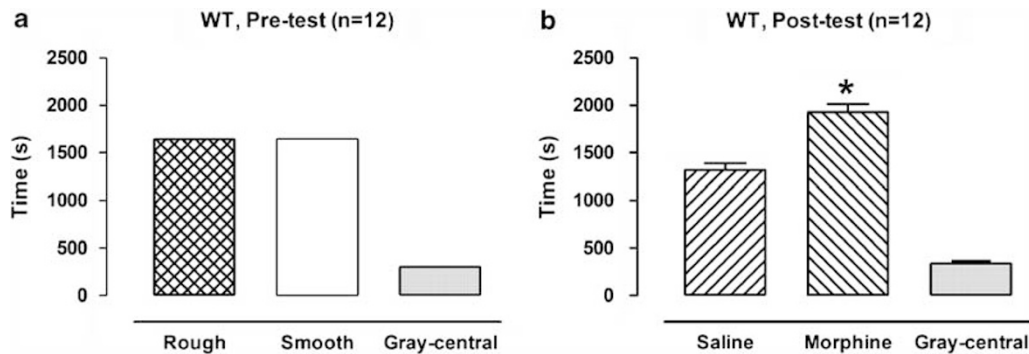 a WT, Pre-test (n=12)
Time (s)
2500
2000
1500
1000
500
0
Rough Smooth Gray-central
b WT, Post-test (n=12)
Time (s)
2500
2000
1500
1000
500
0
*
Saline Morphine Gray-central